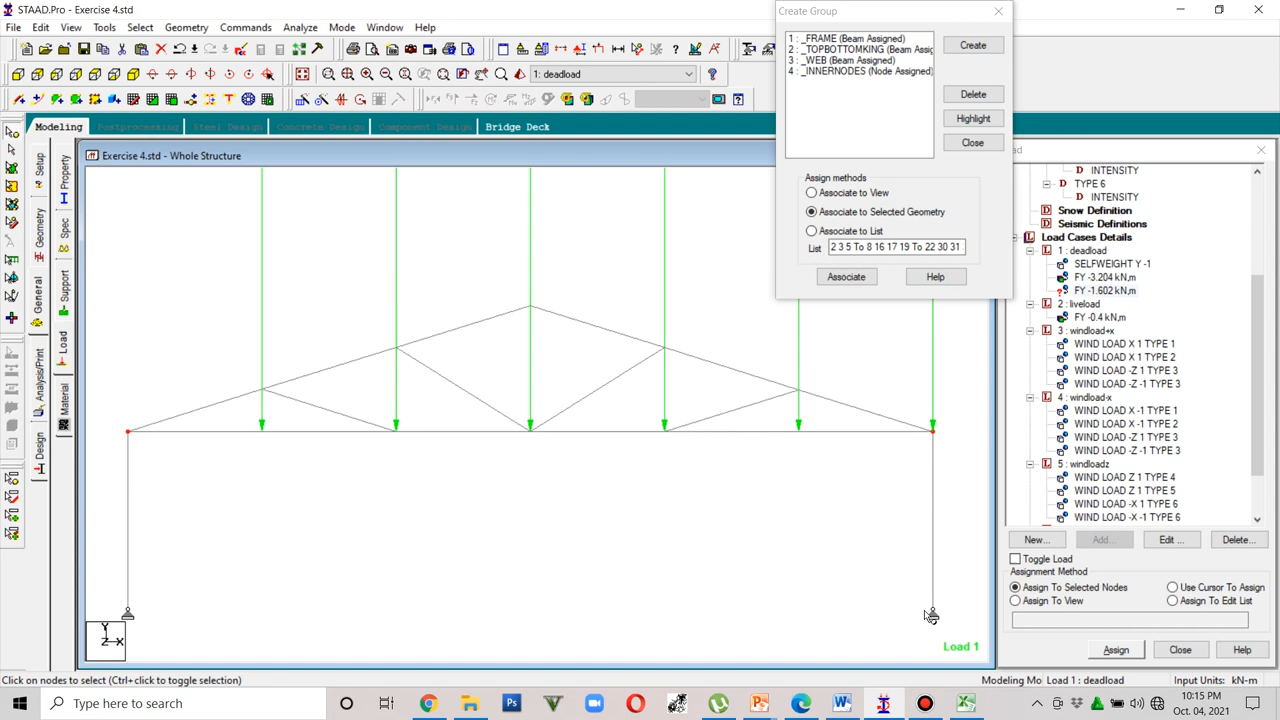 STAAD.Pro - Exercise 4.std
File Edit View Tools Select Geometry Commands Analyze Mode Window Help
1: deadload
Modeling Postprocessing Steel Design Concrete Design Component Design Bridge Deck
Exercise 4.std - Whole Structure
Setup
Geometry
General
Analysis/Print
Design
Property
Spec
Support
Load
Material
Create Group
1 : _FRAME (Beam Assigned)
2 : _TOPBOTTOMKING (Beam Assig
3 : _WEB (Beam Assigned)
4 : _INNERNODES (Node Assigned)
Create
Delete
Highlight
Close
Assign methods
Associate to View
Associate to Selected Geometry
Associate to List
List 2 3 5 To 8 16 17 19 To 22 30 31
Associate Help
oad
INTENSITY
TYPE 6
INTENSITY
Snow Definition
Seismic Definitions
Load Cases Details
1 : deadload
SELFWEIGHT Y -1
FY -3.204 kN,m
FY -1.602 kN,m
2 : liveload
FY -0.4 kN,m
3 : windload+x
WIND LOAD X 1 TYPE 1
WIND LOAD X 1 TYPE 2
WIND LOAD -Z 1 TYPE 3
WIND LOAD -Z -1 TYPE 3
4 : windload-x
WIND LOAD X -1 TYPE 1
WIND LOAD X -1 TYPE 2
WIND LOAD -Z 1 TYPE 3
WIND LOAD -Z -1 TYPE 3
5 : windloadz
WIND LOAD Z 1 TYPE 4
WIND LOAD Z 1 TYPE 5
WIND LOAD -X 1 TYPE 6
WIND LOAD -X -1 TYPE 6
New... Add... Edit ... Delete...
Toggle Load
Assignment Method
Assign To Selected Nodes Use Cursor To Assign
Assign To View Assign To Edit List
Assign Close Help
Y
Z X
Load 1
Click on nodes to select (Ctrl+click to toggle selection) Modeling Mo Load 1 : deadload Input Units: kN-m
Type here to search
10:15 PM
Oct. 04, 2021